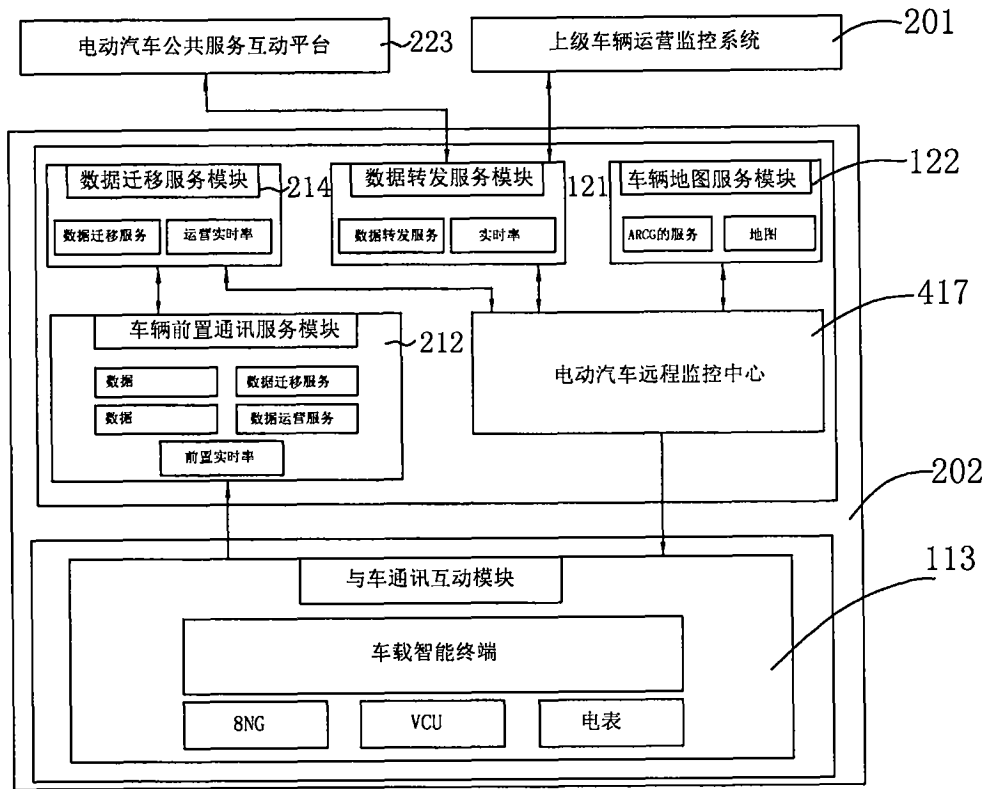 电动汽车公共服务互动平台
223
上级车辆运营监控系统
201
数据迁移服务模块
214
数据转发服务模块
121
车辆地图服务模块
122
数据迁移服务
运营实时率
数据转发服务
实时率
ARCG的服务
地图
车辆前置通讯服务模块
212
417
电动汽车远程监控中心
数据
数据迁移服务
数据
数据运营服务
前置实时率
202
与车通讯互动模块
113
车载智能终端
8NG
VCU
电表